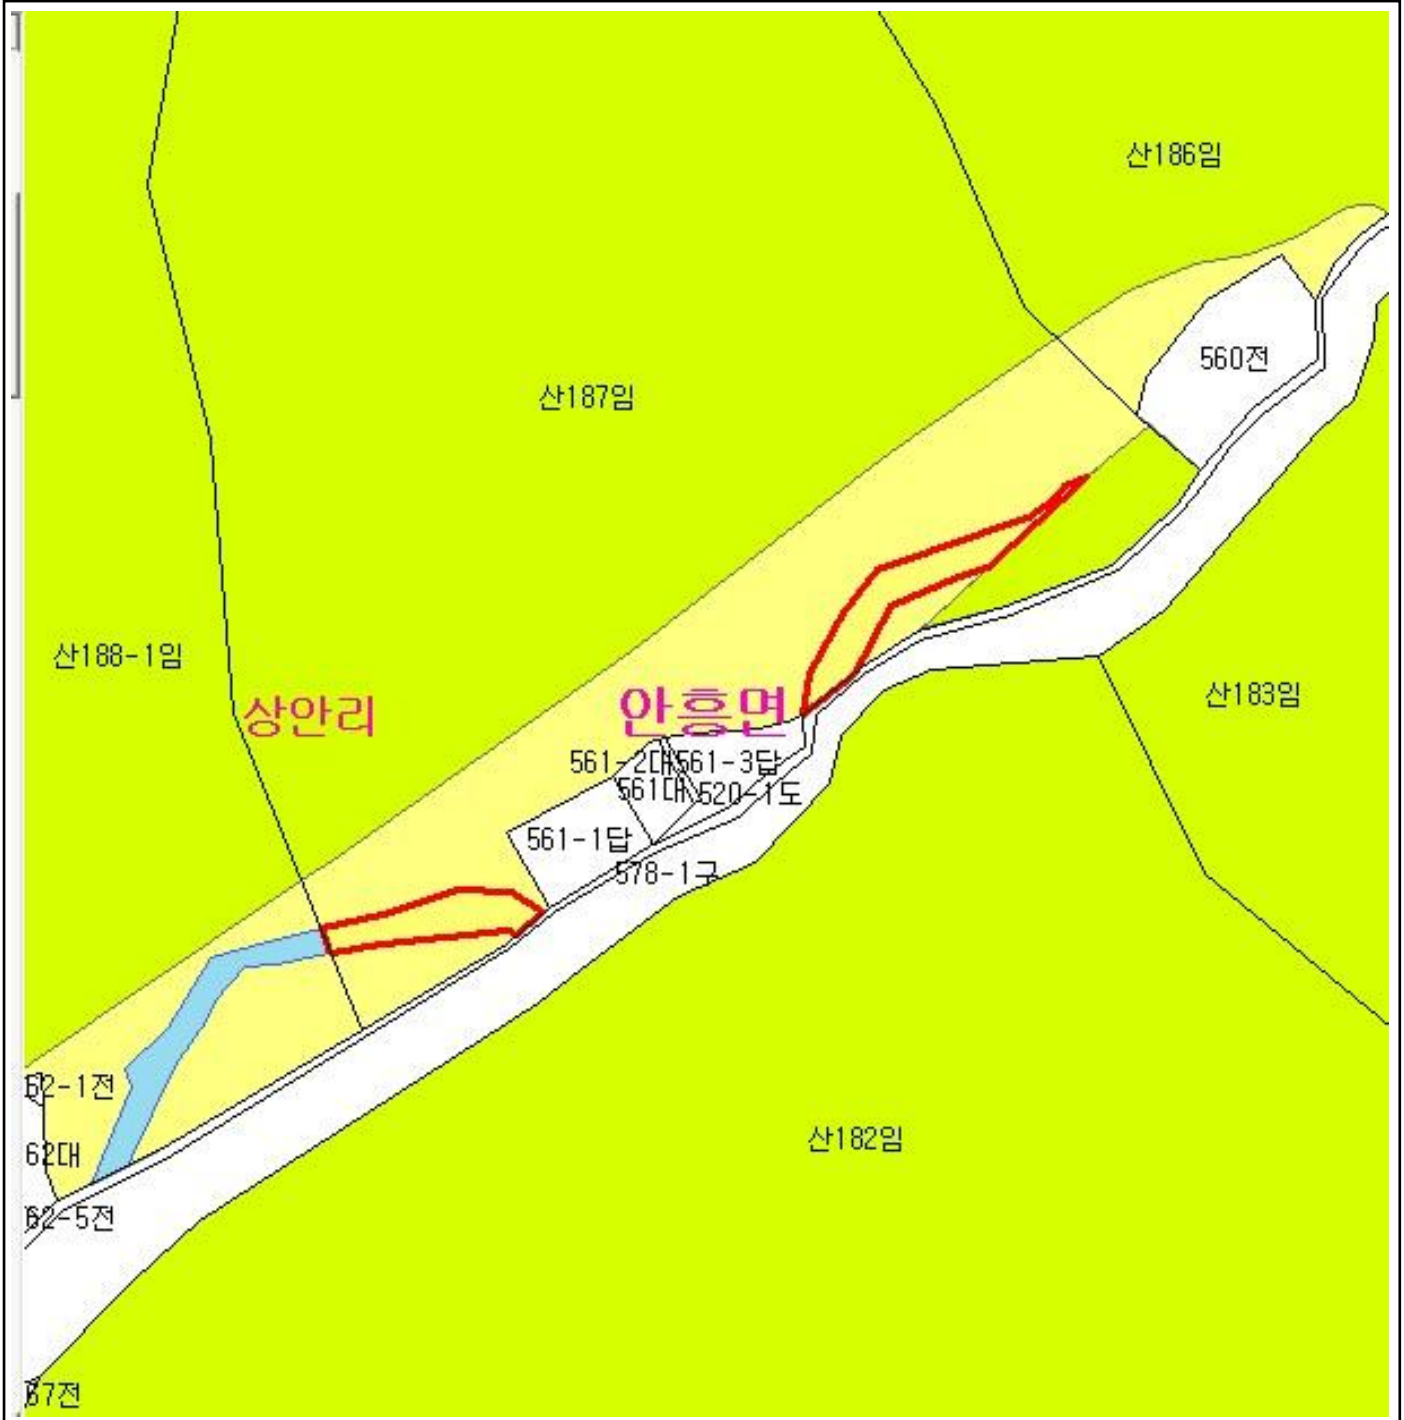 산186임
560전
산187임
산188-1임
상안리
안흥면
산183임
561-2대
561-3답
561대
520-1도
561-1답
578-1구
62-1전
산182임
62대
62-5전
67전